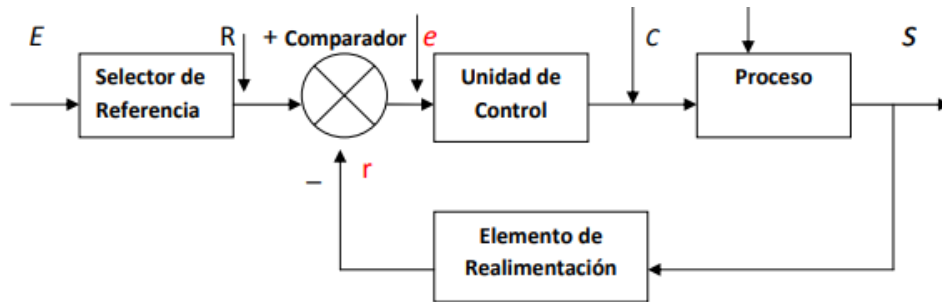 E
R
+ Comparador
e
C
S
Selector de
Referencia
Unidad de
Control
Proceso
–
r
Elemento de
Realimentación